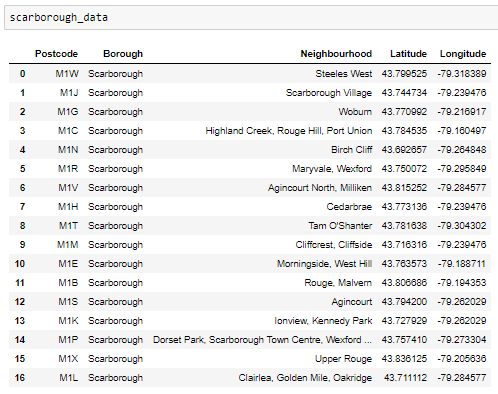 scarborough_data
Postcode Borough Neighbourhood Latitude Longitude
0 M1W Scarborough Steeles West 43.799525 -79.318389
1 M1J Scarborough Scarborough Village 43.744734 -79.239476
2 M1G Scarborough Woburn 43.770992 -79.216917
3 M1C Scarborough Highland Creek, Rouge Hill, Port Union 43.784535 -79.160497
4 M1N Scarborough Birch Cliff 43.692657 -79.264848
5 M1R Scarborough Maryvale, Wexford 43.750072 -79.295849
6 M1V Scarborough Agincourt North, Milliken 43.815252 -79.284577
7 M1H Scarborough Cedarbrae 43.773136 -79.239476
8 M1T Scarborough Tam O'Shanter 43.781638 -79.304302
9 M1M Scarborough Cliffcrest, Cliffside 43.716316 -79.239476
10 M1E Scarborough Morningside, West Hill 43.763573 -79.188711
11 M1B Scarborough Rouge, Malvern 43.806686 -79.194353
12 M1S Scarborough Agincourt 43.794200 -79.262029
13 M1K Scarborough Ionview, Kennedy Park 43.727929 -79.262029
14 M1P Scarborough Dorset Park, Scarborough Town Centre, Wexford ... 43.757410 -79.273304
15 M1X Scarborough Upper Rouge 43.836125 -79.205636
16 M1L Scarborough Clairlea, Golden Mile, Oakridge 43.711112 -79.284577